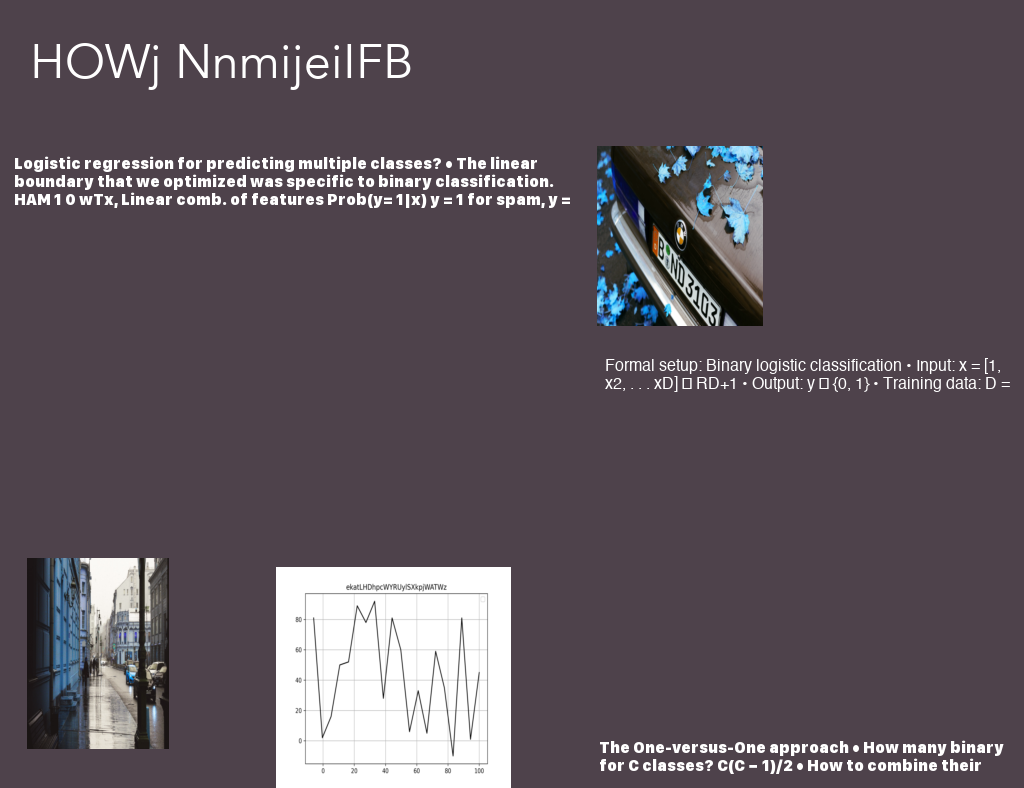 HOWj NnmijeiIFB
Logistic regression for predicting multiple classes? • The linear
boundary that we optimized was specific to binary classification.
HAM 1 0 wTx, Linear comb. of features Prob(y= 1|x) y = 1 for spam, y =
B ND 3103
Formal setup: Binary logistic classification • Input: x = [1,
x2, . . . xD] □ RD+1 • Output: y □ {0, 1} • Training data: D =
ekatLHDhpcWYRUylSXkpjWATWz
80
60
40
20
0
0 20 40 60 80 100
The One-versus-One approach • How many binary
for C classes? C(C − 1)/2 • How to combine their